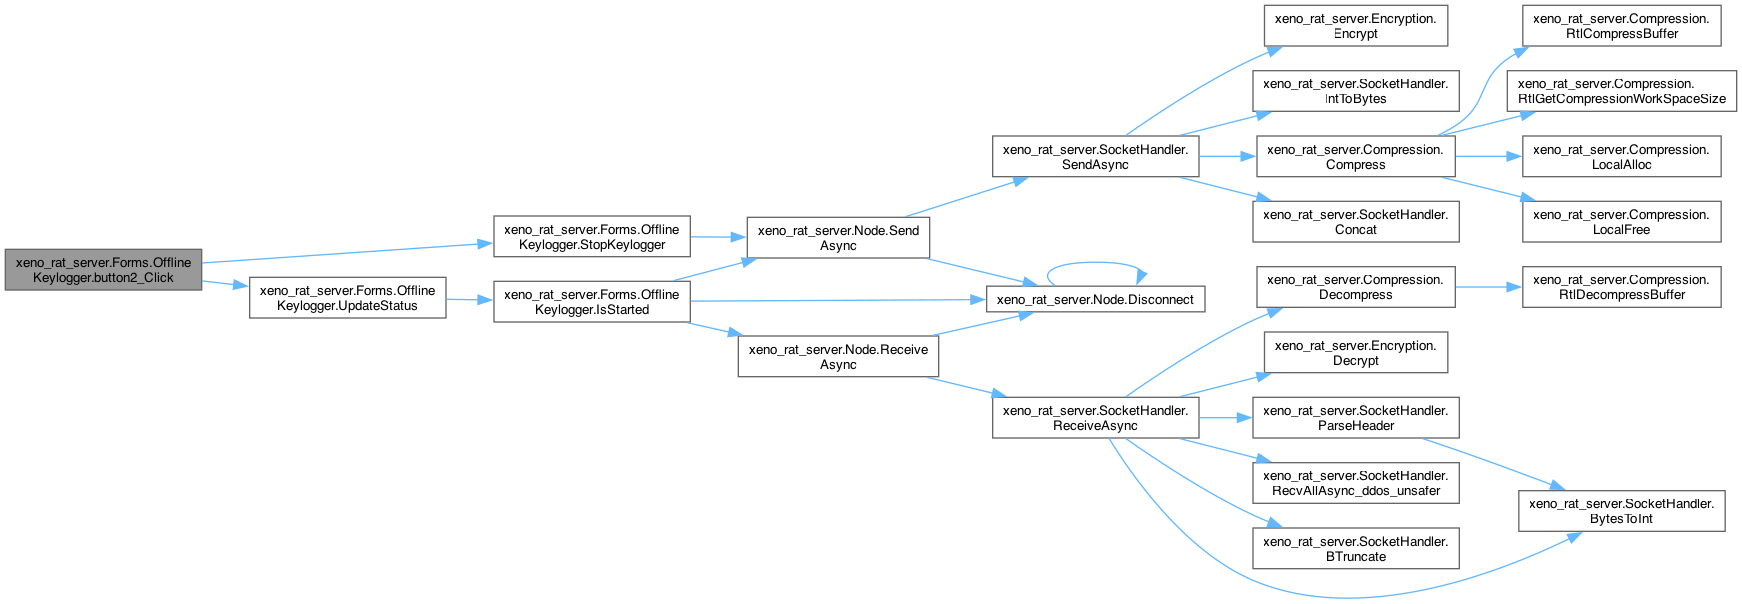 xeno_rat_server.Forms.Offline
Keylogger.button2_Click
xeno_rat_server.Forms.Offline
Keylogger.StopKeylogger
xeno_rat_server.Forms.Offline
Keylogger.UpdateStatus
xeno_rat_server.Forms.Offline
Keylogger.IsStarted
xeno_rat_server.Node.Send
Async
xeno_rat_server.Node.Disconnect
xeno_rat_server.Node.Receive
Async
xeno_rat_server.SocketHandler.
SendAsync
xeno_rat_server.SocketHandler.
ReceiveAsync
xeno_rat_server.Encryption.
Encrypt
xeno_rat_server.SocketHandler.
IntToBytes
xeno_rat_server.Compression.
Compress
xeno_rat_server.SocketHandler.
Concat
xeno_rat_server.Compression.
Decompress
xeno_rat_server.Encryption.
Decrypt
xeno_rat_server.SocketHandler.
ParseHeader
xeno_rat_server.SocketHandler.
RecvAllAsync_ddos_unsafer
xeno_rat_server.SocketHandler.
BTruncate
xeno_rat_server.Compression.
RtlCompressBuffer
xeno_rat_server.Compression.
RtlGetCompressionWorkSpaceSize
xeno_rat_server.Compression.
LocalAlloc
xeno_rat_server.Compression.
LocalFree
xeno_rat_server.Compression.
RtlDecompressBuffer
xeno_rat_server.SocketHandler.
BytesToInt